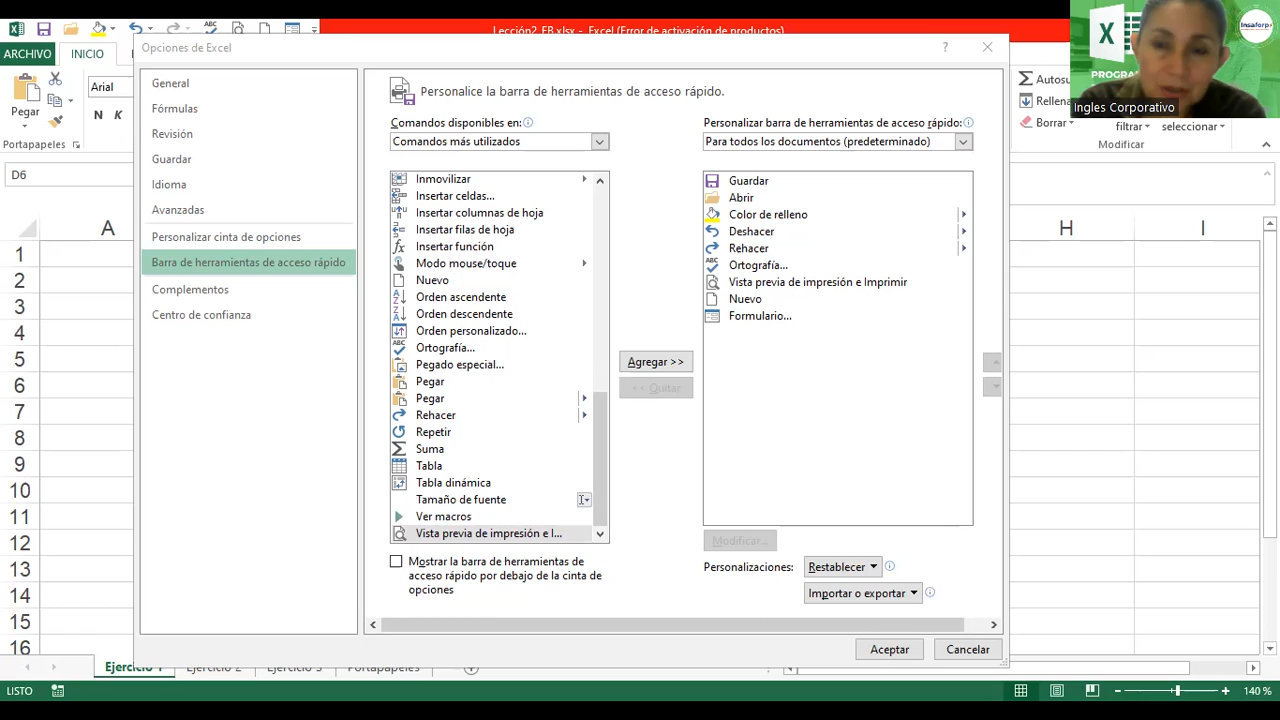 Lección2_FB.xlsx - Excel (Error de activación de productos)
Opciones de Excel
?
ARCHIVO
INICIO
Pegar
Portapapeles
Arial
N K
D6
A
1
2
3
4
5
6
7
8
9
10
11
12
13
14
15
16
General
Fórmulas
Revisión
Guardar
Idioma
Avanzadas
Personalizar cinta de opciones
Barra de herramientas de acceso rápido
Complementos
Centro de confianza
Personalice la barra de herramientas de acceso rápido.
Comandos disponibles en:
Comandos más utilizados
Inmovilizar
Insertar celdas...
Insertar columnas de hoja
Insertar filas de hoja
Insertar función
Modo mouse/toque
Nuevo
Orden ascendente
Orden descendente
Orden personalizado...
Ortografía...
Pegado especial...
Pegar
Pegar
Rehacer
Repetir
Suma
Tabla
Tabla dinámica
Tamaño de fuente
Ver macros
Vista previa de impresión e I...
Mostrar la barra de herramientas de
acceso rápido por debajo de la cinta de
opciones
Agregar >>
<< Quitar
Personalizar barra de herramientas de acceso rápido:
Para todos los documentos (predeterminado)
Guardar
Abrir
Color de relleno
Deshacer
Rehacer
Ortografía...
Vista previa de impresión e Imprimir
Nuevo
Formulario...
Modificar...
Personalizaciones:
Restablecer
Importar o exportar
Aceptar
Cancelar
Insaforp
Ingles Corporativo
Borrar
filtrar
seleccionar
Modificar
H
I
Ejercicio 2
Portapapeles
LISTO
140 %